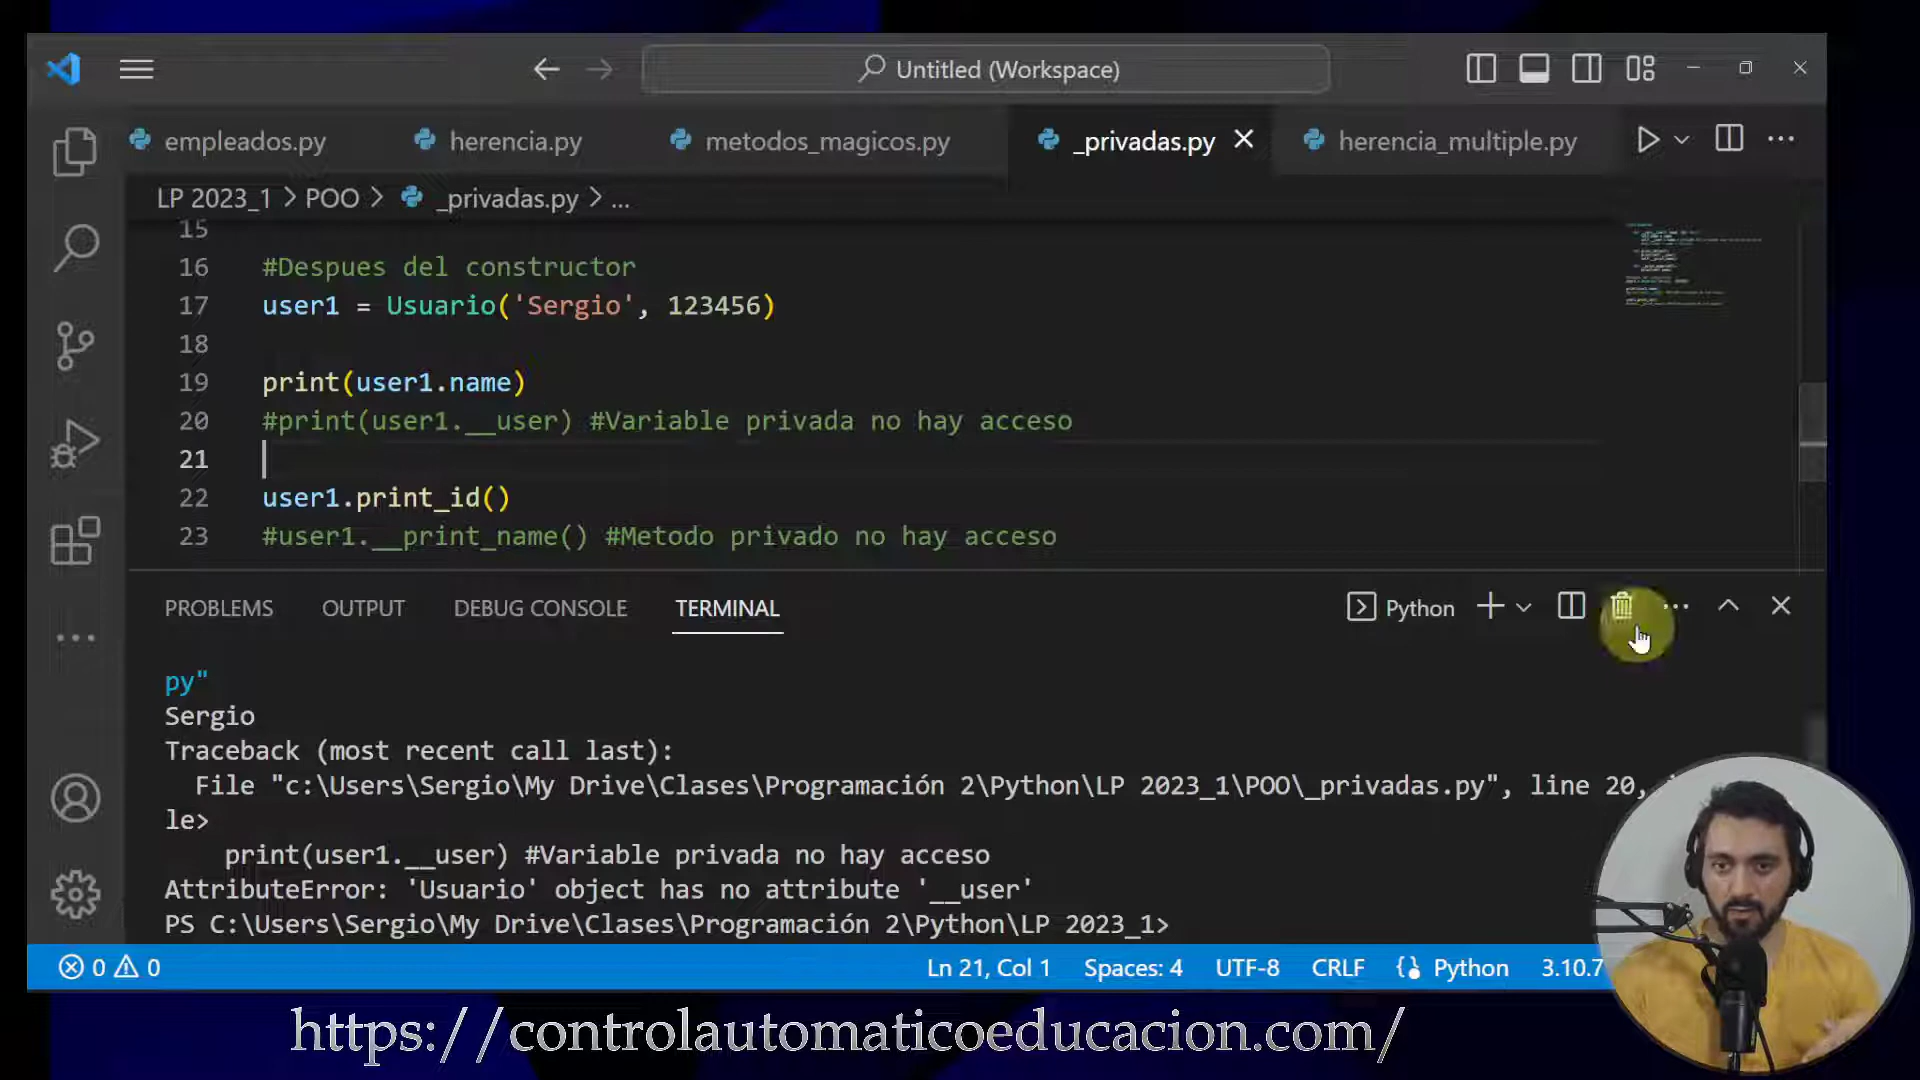 Untitled (Workspace)
empleados.py herencia.py metodos_magicos.py _privadas.py herencia_multiple.py
LP 2023_1 > POO > _privadas.py > ...
15
16 #Despues del constructor
17 user1 = Usuario('Sergio', 123456)
18
19 print(user1.name)
20 #print(user1.__user) #Variable privada no hay acceso
21
22 user1.print_id()
23 #user1.__print_name() #Metodo privado no hay acceso
PROBLEMS OUTPUT DEBUG CONSOLE TERMINAL Python
py"
Sergio
Traceback (most recent call last):
File "c:\Users\Sergio\My Drive\Clases\Programación 2\Python\LP 2023_1\POO\_privadas.py", line 20,
le>
print(user1.__user) #Variable privada no hay acceso
AttributeError: 'Usuario' object has no attribute '__user'
PS C:\Users\Sergio\My Drive\Clases\Programación 2\Python\LP 2023_1>
0 0 Ln 21, Col 1 Spaces: 4 UTF-8 CRLF Python 3.10.7
https://controlautomaticoeducacion.com/